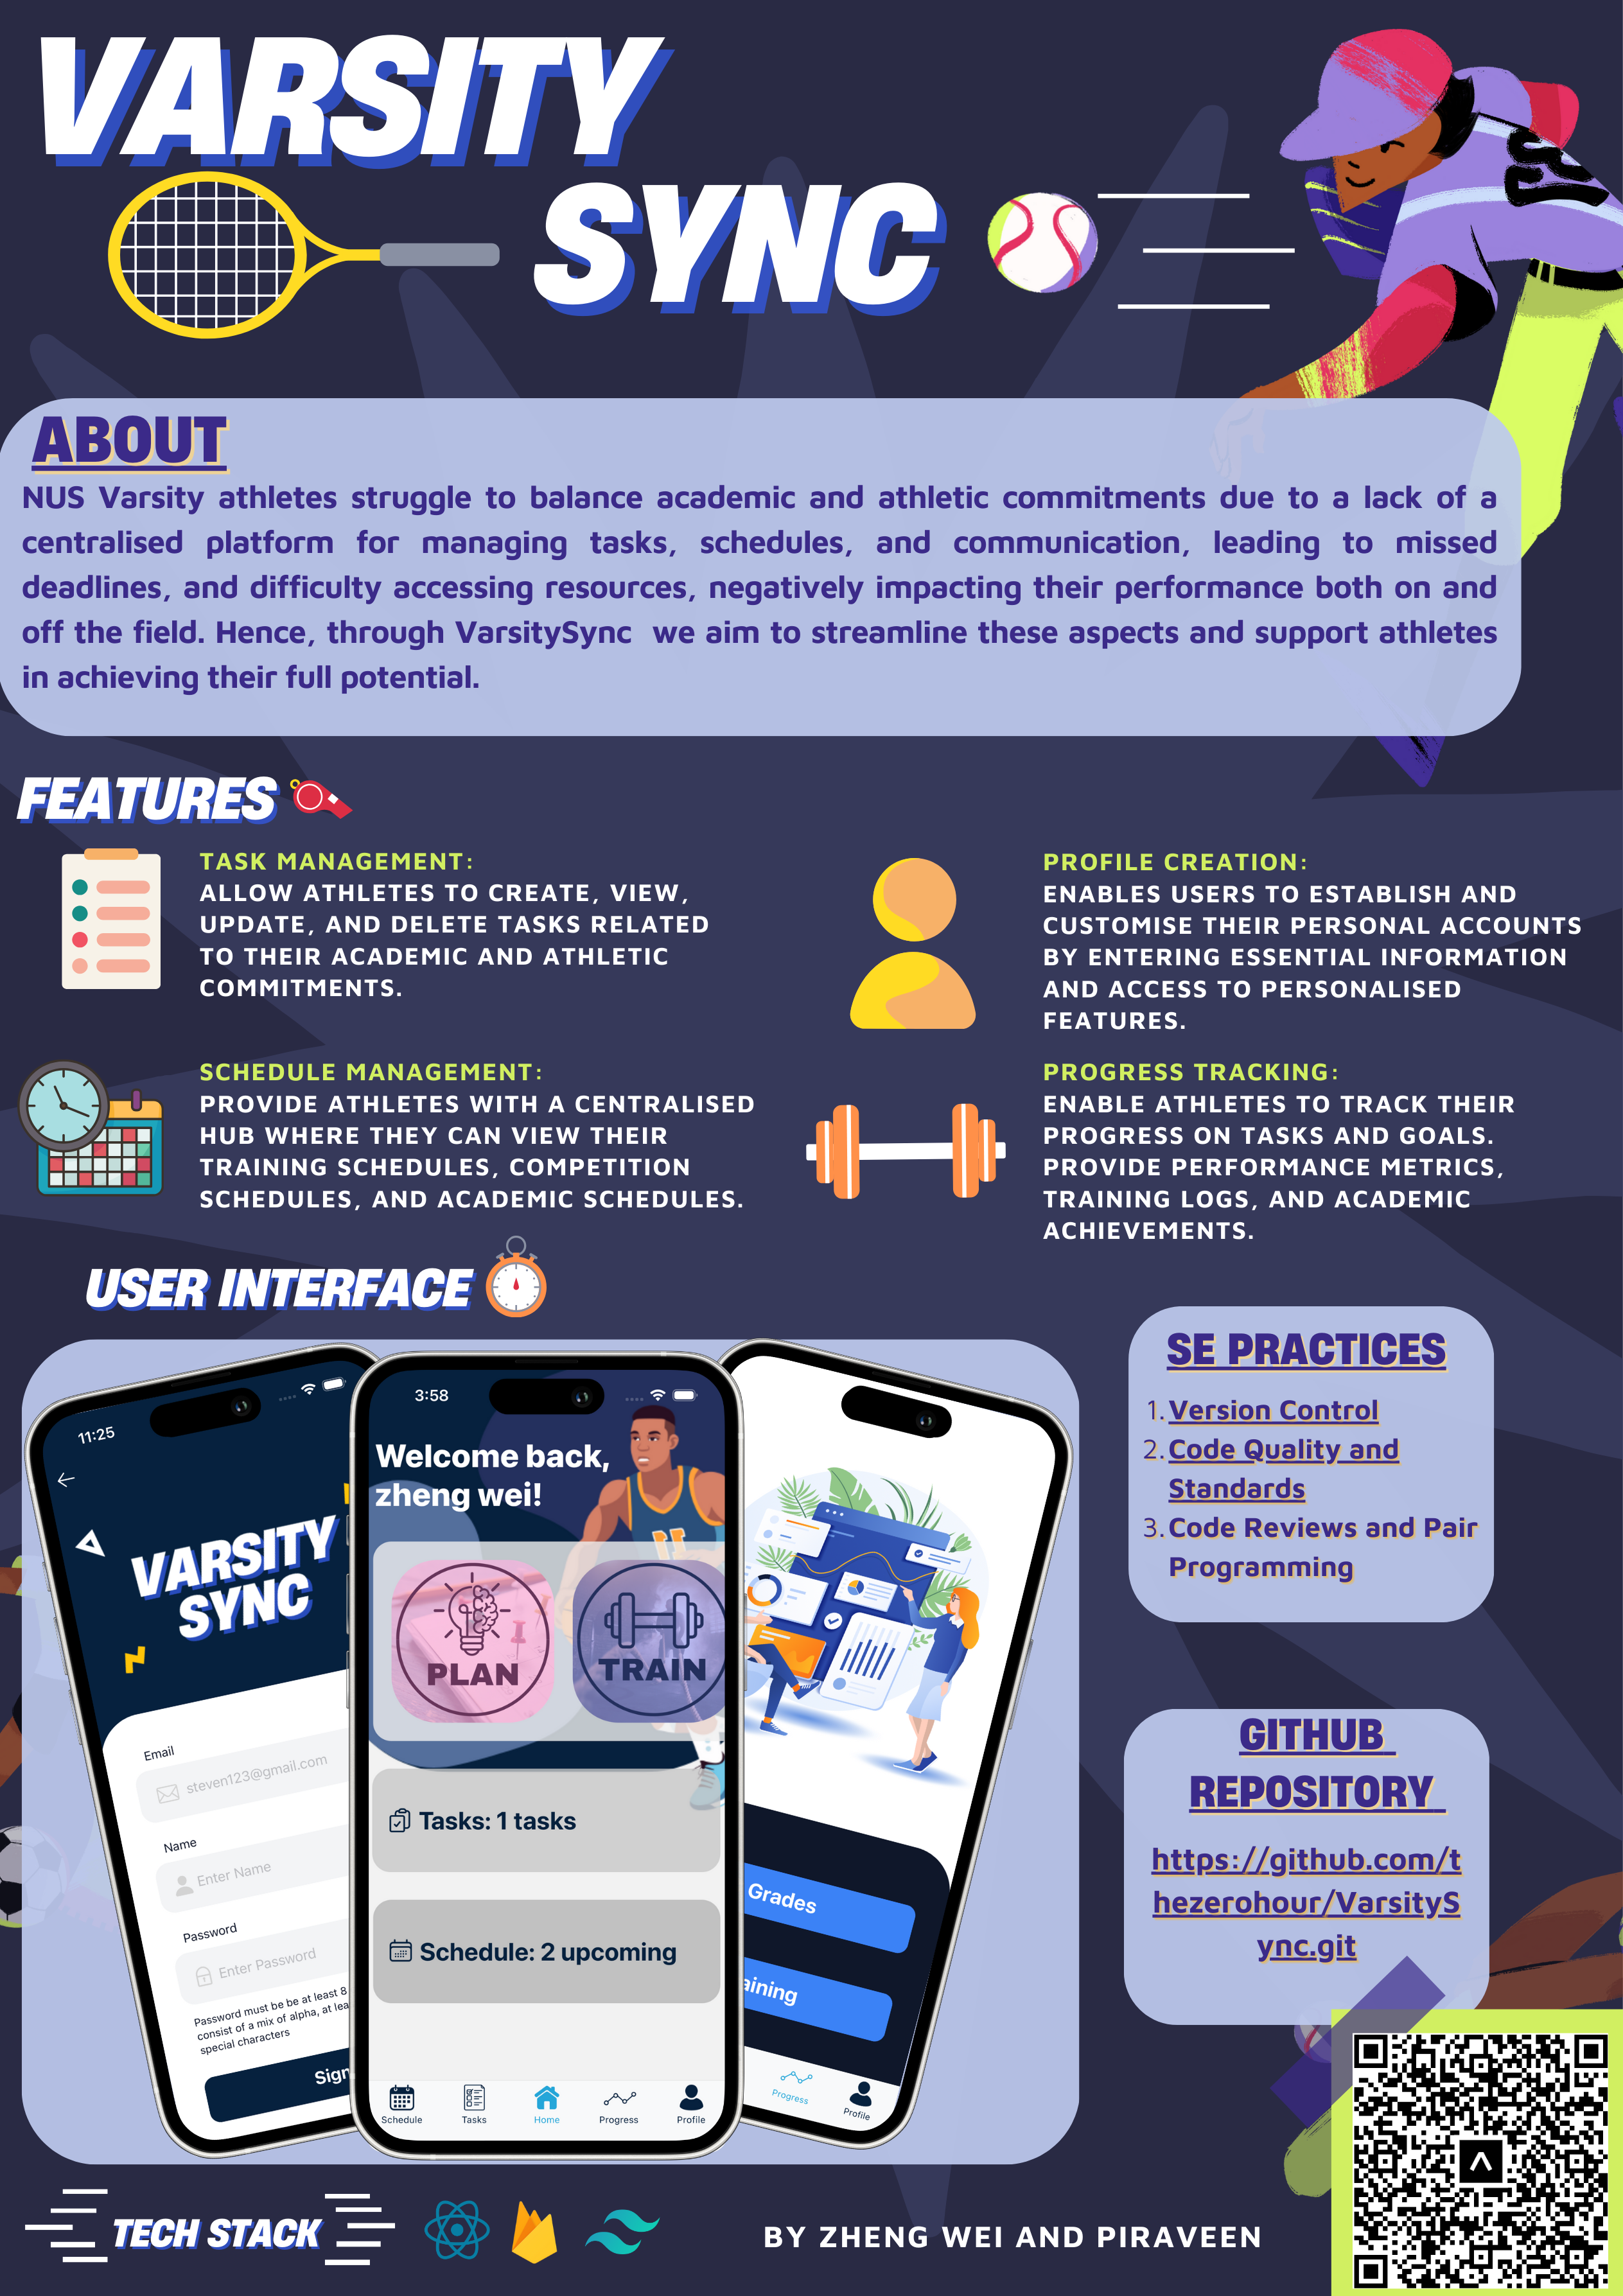 VARSITY
SYNC
ABOUT
NUS Varsity athletes struggle to balance academic and athletic commitments due to a lack of a
centralised platform for managing tasks, schedules, and communication, leading to missed
deadlines, and difficulty accessing resources, negatively impacting their performance both on and
off the field. Hence, through VarsitySync we aim to streamline these aspects and support athletes
in achieving their full potential.
FEATURES
TASK MANAGEMENT:
ALLOW ATHLETES TO CREATE, VIEW,
UPDATE, AND DELETE TASKS RELATED
TO THEIR ACADEMIC AND ATHLETIC
COMMITMENTS.
PROFILE CREATION:
ENABLES USERS TO ESTABLISH AND
CUSTOMISE THEIR PERSONAL ACCOUNTS
BY ENTERING ESSENTIAL INFORMATION
AND ACCESS TO PERSONALISED
FEATURES.
SCHEDULE MANAGEMENT:
PROVIDE ATHLETES WITH A CENTRALISED
HUB WHERE THEY CAN VIEW THEIR
TRAINING SCHEDULES, COMPETITION
SCHEDULES, AND ACADEMIC SCHEDULES.
PROGRESS TRACKING:
ENABLE ATHLETES TO TRACK THEIR
PROGRESS ON TASKS AND GOALS.
PROVIDE PERFORMANCE METRICS,
TRAINING LOGS, AND ACADEMIC
ACHIEVEMENTS.
USER INTERFACE
11:25
VARSITY
SYNC
Email
steven123@gmail.com
Name
Enter Name
Password
Enter Password
Password must be be at least 8
consist of a mix of alpha, at lea
special characters
Sign
3:58
Welcome back,
zheng wei!
PLAN
TRAIN
Tasks: 1 tasks
Schedule: 2 upcoming
Schedule
Tasks
Home
Progress
Profile
Grades
aining
Progress
Profile
SE PRACTICES
1. Version Control
2. Code Quality and
Standards
3. Code Reviews and Pair
Programming
GITHUB
REPOSITORY
https://github.com/t
hezerohour/VarsityS
ync.git
TECH STACK
BY ZHENG WEI AND PIRAVEEN